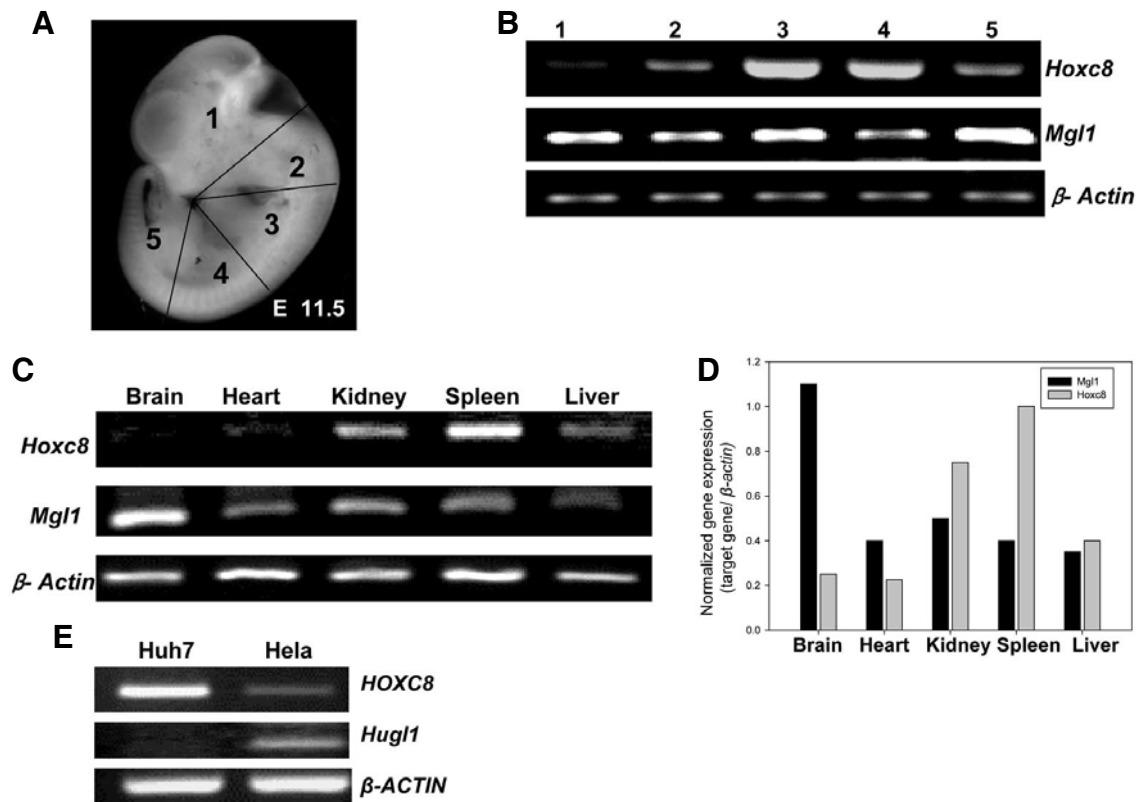 A
1
2
3
4
5
E 11.5
B
1 2 3 4 5
Hoxc8
Mgl1
β- Actin
C
Brain Heart Kidney Spleen Liver
Hoxc8
Mgl1
β- Actin
D
Normalized gene expression
(target gene/ β-actin)
1.2
1.0
0.8
0.6
0.4
0.2
0.0
Mgl1
Hoxc8
Brain Heart Kidney Spleen Liver
E
Huh7 Hela
HOXC8
Hugl1
β-ACTIN